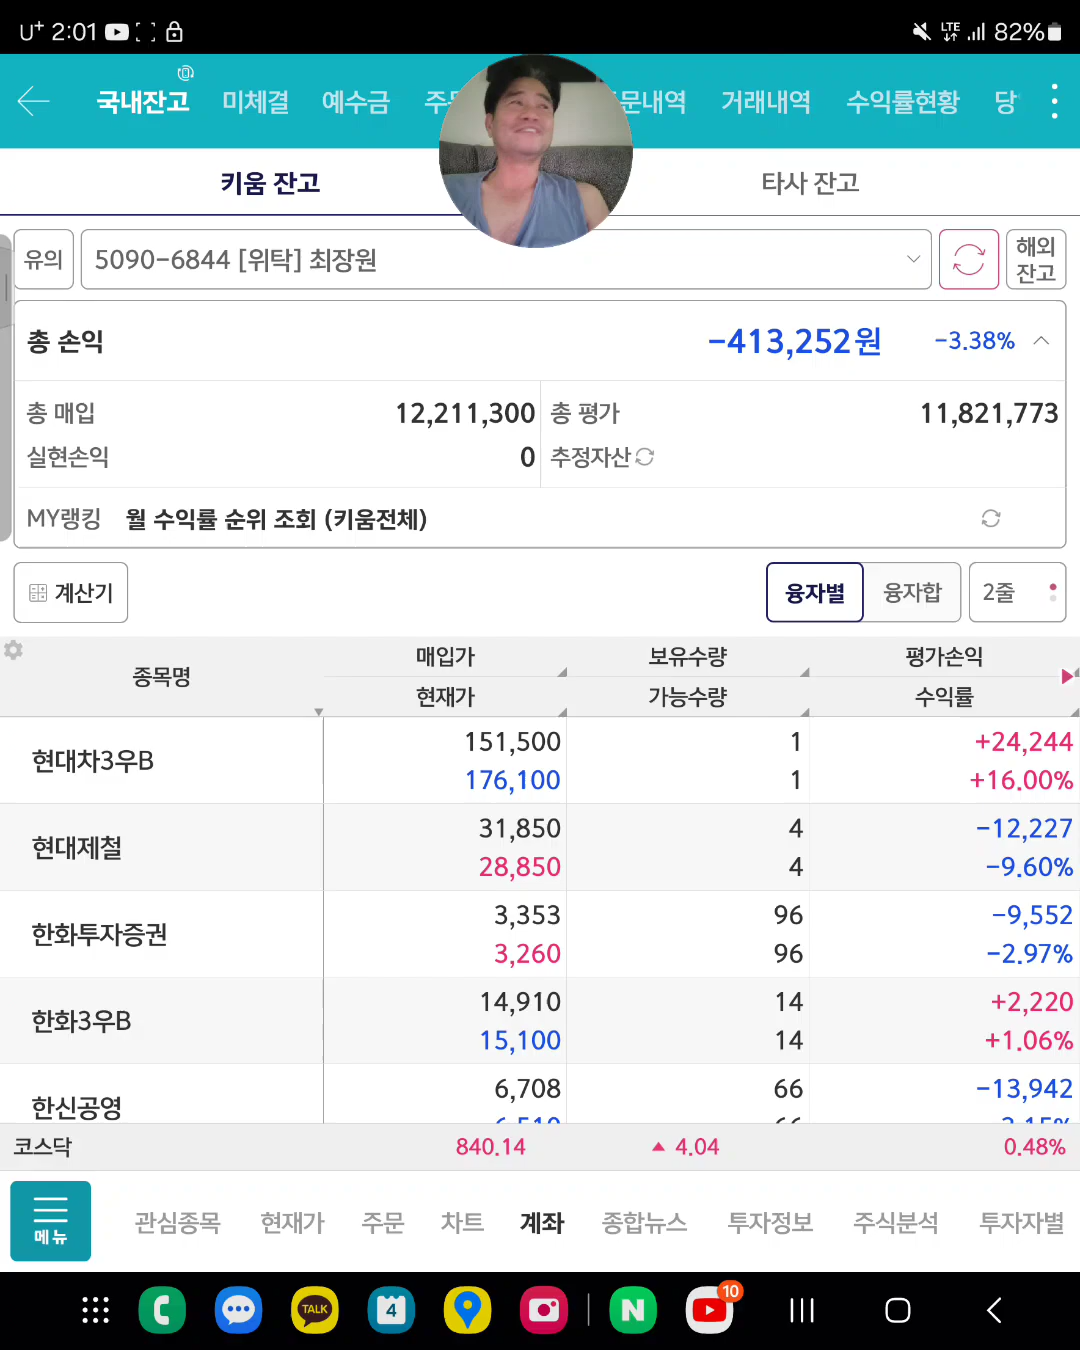 U+ 2:01 LTE 82%
국내잔고 미체결 예수금 주 문내역 거래내역 수익률현황 당
키움 잔고 타사 잔고
유의 5090-6844 [위탁] 최장원 해외 잔고
총 손익 -413,252원 -3.38%
총 매입 12,211,300 총 평가 11,821,773
실현손익 0 추정자산
MY랭킹 월 수익률 순위 조회 (키움전체)
계산기 융자별 융자합 2줄
종목명 매입가 보유수량 평가손익
현재가 가능수량 수익률
현대차3우B 151,500 1 +24,244
176,100 1 +16.00%
현대제철 31,850 4 -12,227
28,850 4 -9.60%
한화투자증권 3,353 96 -9,552
3,260 96 -2.97%
한화3우B 14,910 14 +2,220
15,100 14 +1.06%
한신공영 6,708 66 -13,942
코스닥 840.14 ▲ 4.04 0.48%
메뉴 관심종목 현재가 주문 차트 계좌 종합뉴스 투자정보 주식분석 투자자별
TALK 4 N 10